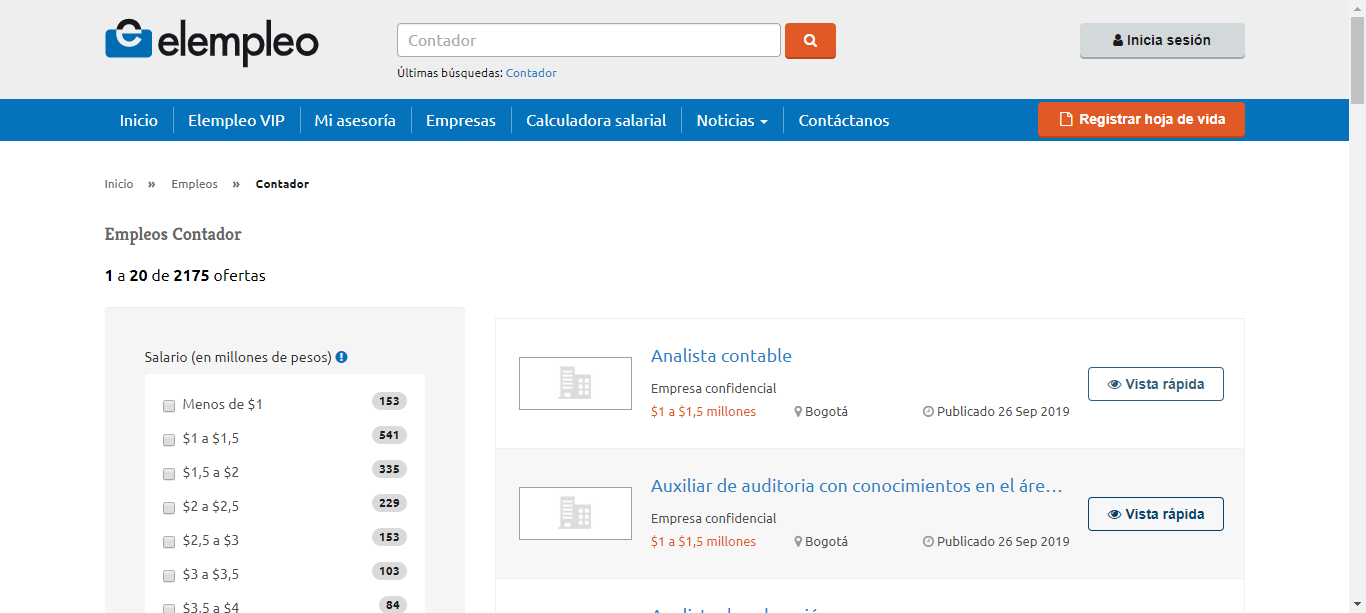 elempleo
Contador
Últimas búsquedas: Contador
Inicia sesión
Inicio Elempleo VIP Mi asesoría Empresas Calculadora salarial Noticias Contáctanos
Registrar hoja de vida
Inicio » Empleos » Contador
Empleos Contador
1 a 20 de 2175 ofertas
Salario (en millones de pesos)
Menos de $1 153
$1 a $1,5 541
$1,5 a $2 335
$2 a $2,5 229
$2,5 a $3 153
$3 a $3,5 103
$3,5 a $4 84
Analista contable
Empresa confidencial
$1 a $1,5 millones Bogotá Publicado 26 Sep 2019
Vista rápida
Auxiliar de auditoria con conocimientos en el áre…
Empresa confidencial
$1 a $1,5 millones Bogotá Publicado 26 Sep 2019
Vista rápida